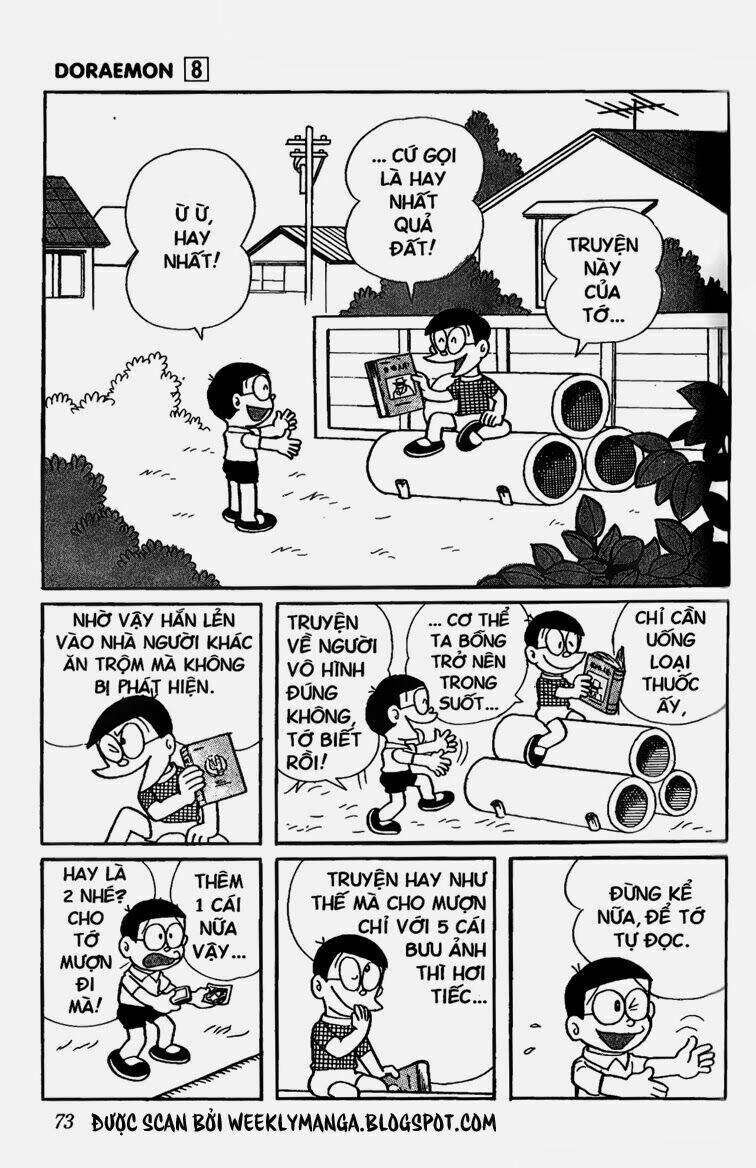 DORAEMON 8
TRUYỆN
NÀY
CỦA
TỚ...
... CỨ GỌI
LÀ HAY
NHẤT
QUẢ
ĐẤT!
Ừ Ừ,
HAY
NHẤT!
CHỈ CẦN
UỐNG
LOẠI
THUỐC
ẤY,
... CƠ THỂ
TA BỖNG
TRỞ NÊN
TRONG
SUỐT...
TRUYỆN
VỀ NGƯỜI
VÔ HÌNH
ĐÚNG
KHÔNG,
TỚ BIẾT
RỒI!
NHỜ VẬY HẮN LẺN
VÀO NHÀ NGƯỜI KHÁC
ĂN TRỘM MÀ KHÔNG
BỊ PHÁT HIỆN.
ĐỪNG KỂ
NỮA, ĐỂ TỚ
TỰ ĐỌC.
TRUYỆN HAY NHƯ
THẾ MÀ CHO MƯỢN
CHỈ VỚI 5 CÁI
BƯU ẢNH
THÌ HƠI
TIẾC...
THÊM
1 CÁI
NỮA
VẬY...
HAY LÀ
2 NHÉ?
CHO
TỚ
MƯỢN
ĐI
MÀ!
73 ĐƯỢC SCAN BỞI WEEKLYMANGA.BLOGSPOT.COM